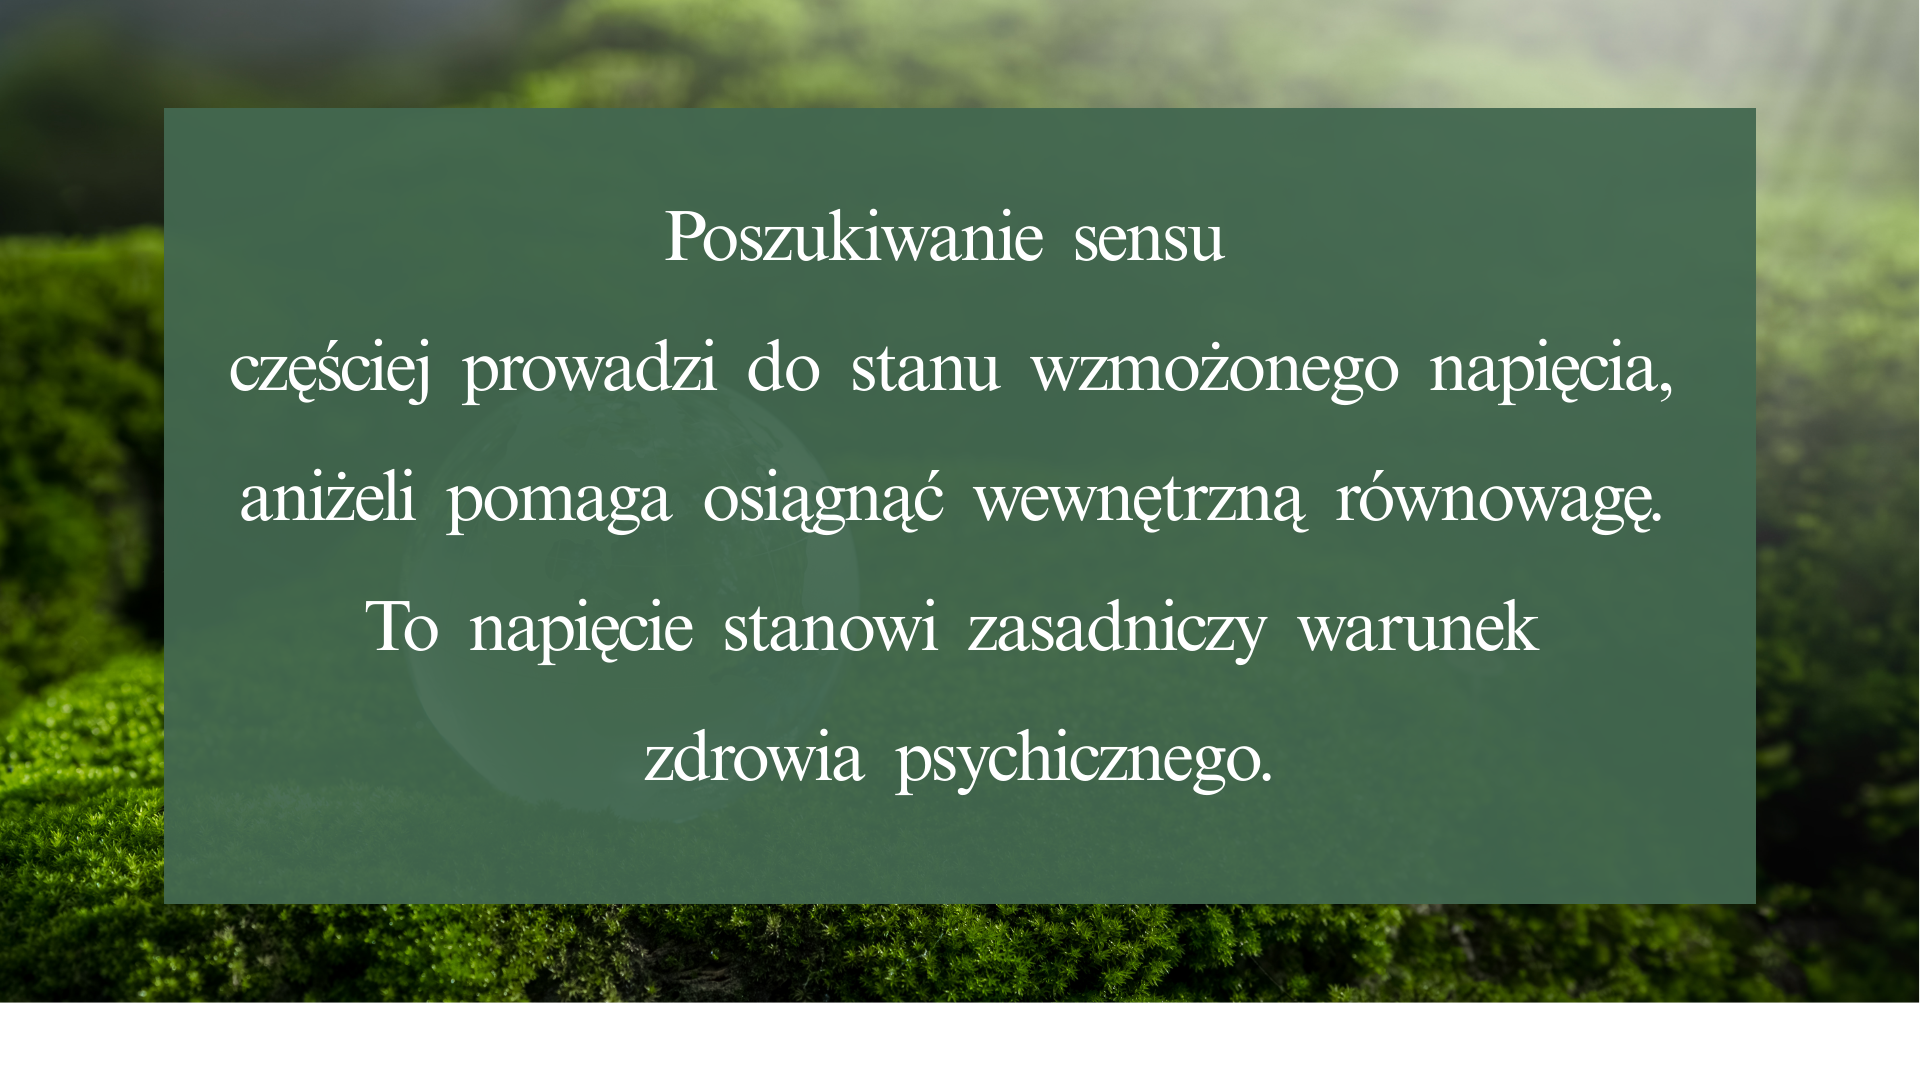 Poszukiwanie sensu
częściej prowadzi do stanu wzmożonego napięcia,
aniżeli pomaga osiągnąć wewnętrzną równowagę.
To napięcie stanowi zasadniczy warunek
zdrowia psychicznego.